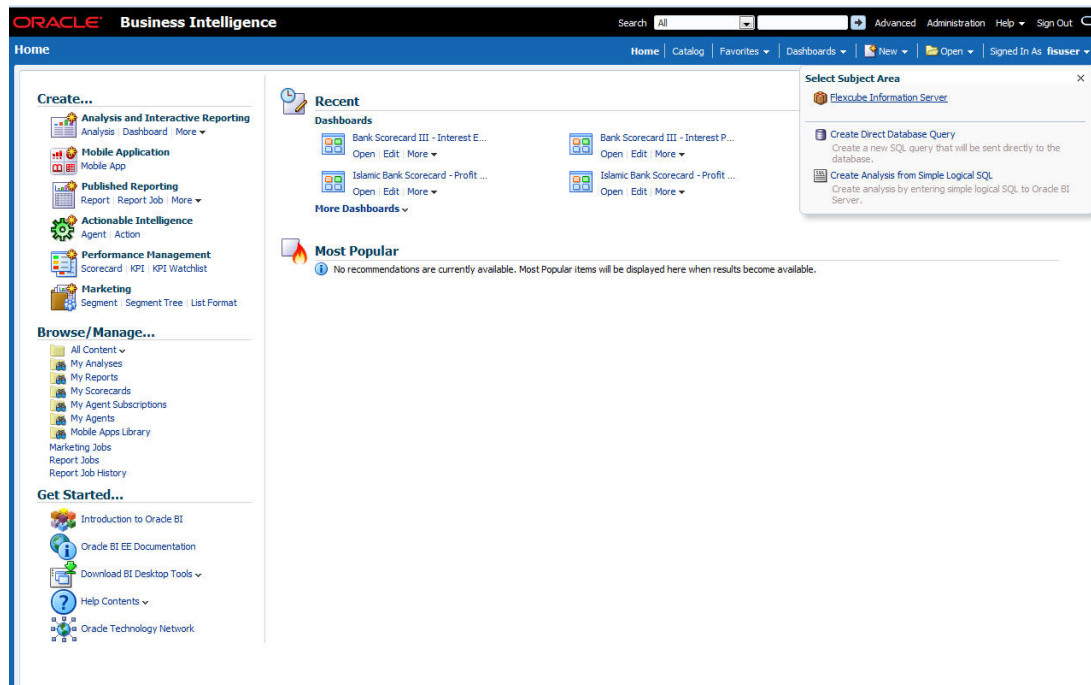 ORACLE Business Intelligence
Search All Advanced Administration Help Sign Out
Home
Home Catalog Favorites Dashboards New Open Signed In As fisuser
Select Subject Area
Flexcube Information Server
Create Direct Database Query
Create a new SQL query that will be sent directly to the
database.
Create Analysis from Simple Logical SQL
Create analysis by entering simple logical SQL to Oracle BI
Server.
Create...
Analysis and Interactive Reporting
Analysis Dashboard More
Mobile Application
Mobile App
Published Reporting
Report Report Job More
Actionable Intelligence
Agent Action
Performance Management
Scorecard KPI KPI Watchlist
Marketing
Segment Segment Tree List Format
Browse/Manage...
All Content
My Analyses
My Reports
My Scorecards
My Agent Subscriptions
My Agents
Mobile Apps Library
Marketing Jobs
Report Jobs
Report Job History
Get Started...
Introduction to Oracle BI
Oracle BI EE Documentation
Download BI Desktop Tools
Help Contents
Oracle Technology Network
Recent
Dashboards
Bank Scorecard III - Interest E...
Open Edit More
Bank Scorecard III - Interest P...
Open Edit More
Islamic Bank Scorecard - Profit ...
Open Edit More
Islamic Bank Scorecard - Profit ...
Open Edit More
More Dashboards
Most Popular
No recommendations are currently available. Most Popular items will be displayed here when results become available.